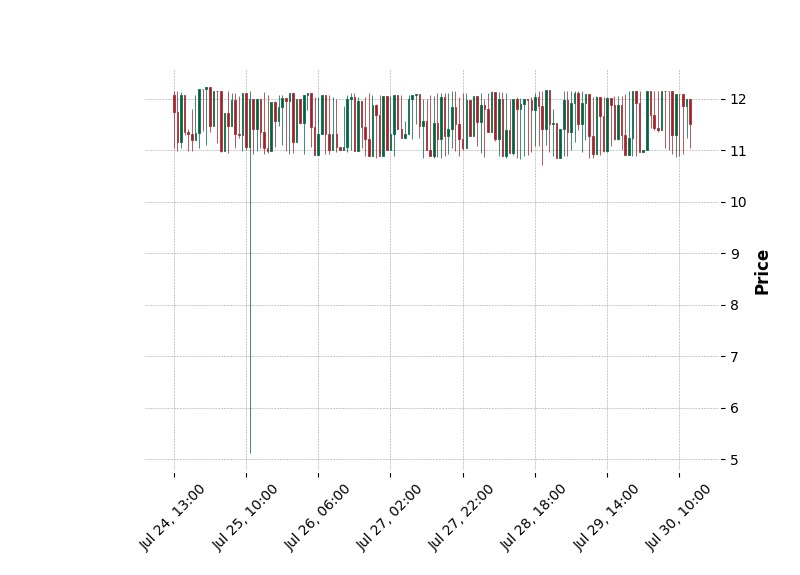 12
11
10
9
8
7
6
5
Price
Jul 24, 13:00
Jul 25, 10:00
Jul 26, 06:00
Jul 27, 02:00
Jul 27, 22:00
Jul 28, 18:00
Jul 29, 14:00
Jul 30, 10:00